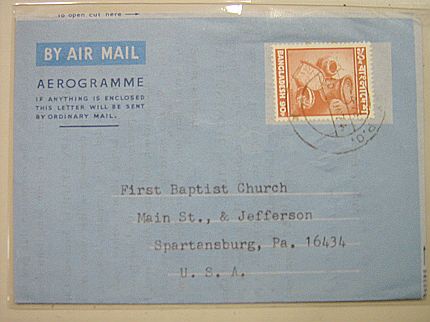 To open cut here
BY AIR MAIL
AEROGRAMME
IF ANYTHING IS ENCLOSED
THIS LETTER WILL BE SENT
BY ORDINARY MAIL.
BANGLADESH 90
First Baptist Church
Main St., & Jefferson
Spartansburg, Pa. 16434
U. S. A.